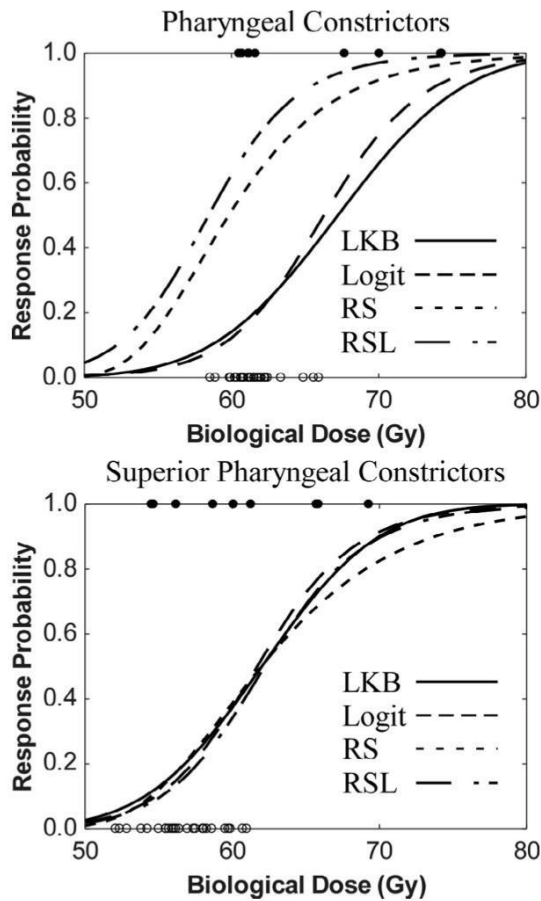 Pharyngeal Constrictors
1.0
0.8
0.6
0.4
0.2
0.0
Response Probability
LKB
Logit
RS
RSL
50 60 70 80
Biological Dose (Gy)
Superior Pharyngeal Constrictors
1.0
0.8
0.6
0.4
0.2
0.0
Response Probability
LKB
Logit
RS
RSL
50 60 70 80
Biological Dose (Gy)